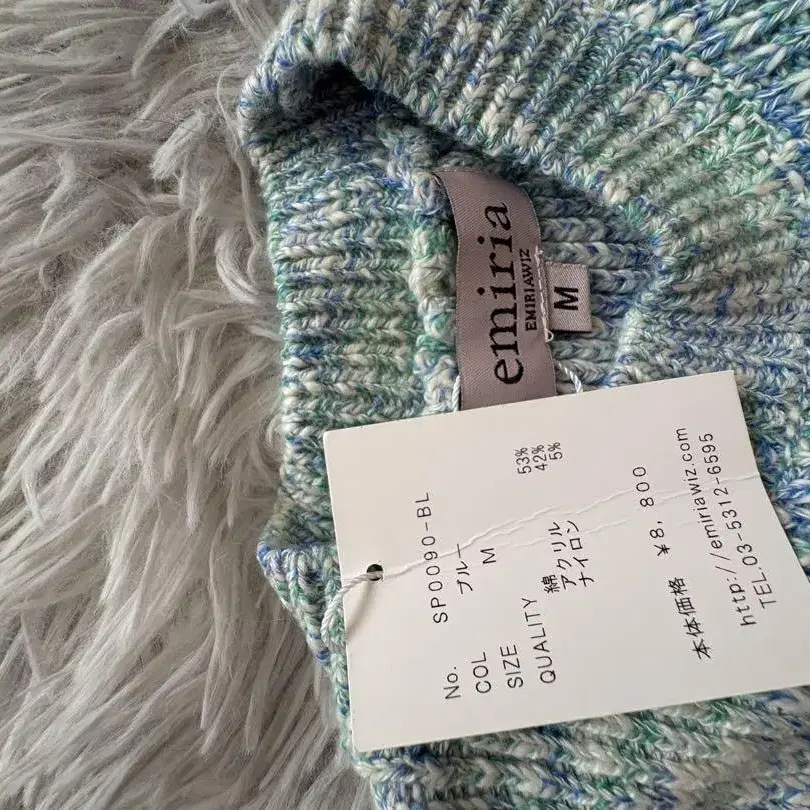 emiria
EMIRIAWIZ
M
No. SP0090-BL
COL ブルー
SIZE M
QUALITY
綿 53%
アクリル 42%
ナイロン 5%
本体価格 ¥8,800
http://emiriawiz.com
TEL.03-5312-6595